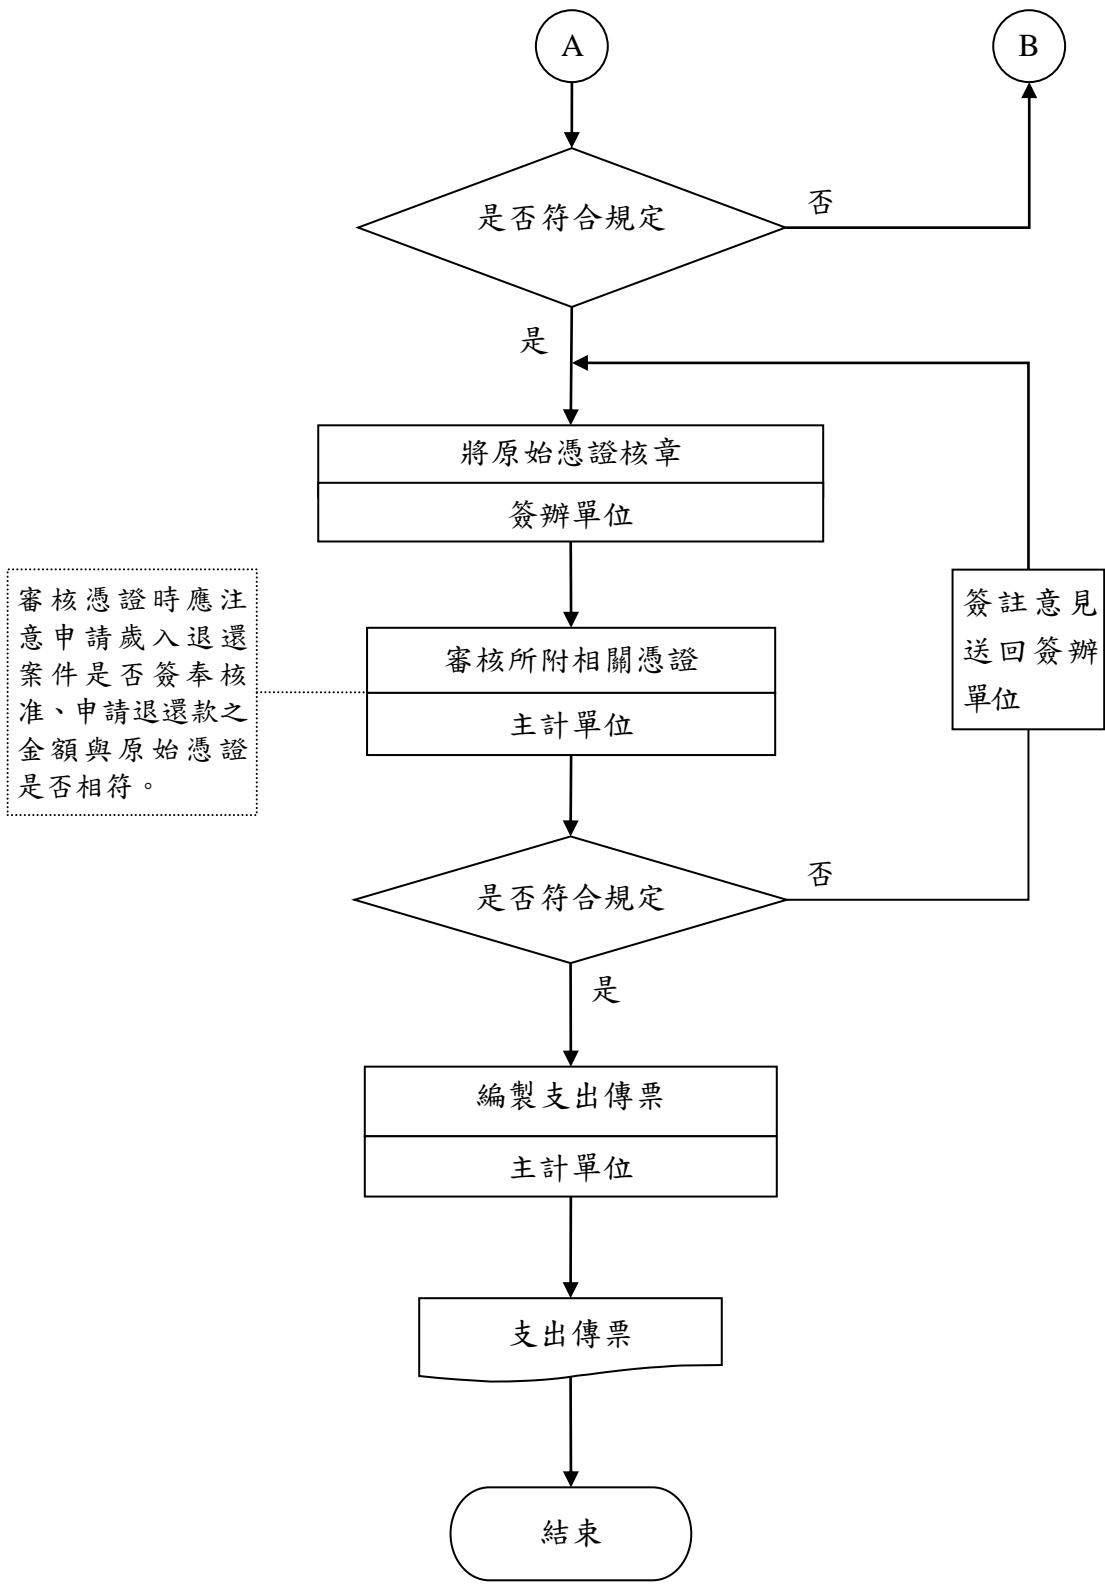 A
B
是否符合規定
否
是
將原始憑證核章
簽辦單位
審核憑證時應注
意申請歲入退還
案件是否簽奉核
准、申請退還款之
金額與原始憑證
是否相符。
審核所附相關憑證
主計單位
簽註意見
送回簽辦
單位
是否符合規定
否
是
編製支出傳票
主計單位
支出傳票
結束